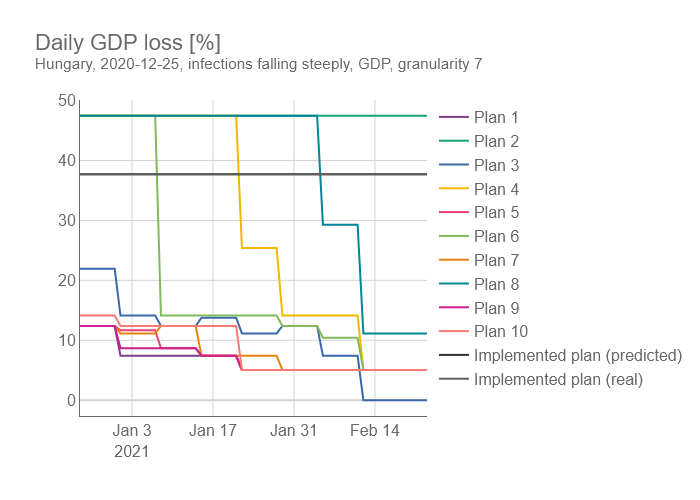 Daily GDP loss [%]
Hungary, 2020-12-25, infections falling steeply, GDP, granularity 7
50
40
30
20
10
0
Jan 3
2021
Jan 17
Jan 31
Feb 14
Plan 1
Plan 2
Plan 3
Plan 4
Plan 5
Plan 6
Plan 7
Plan 8
Plan 9
Plan 10
Implemented plan (predicted)
Implemented plan (real)